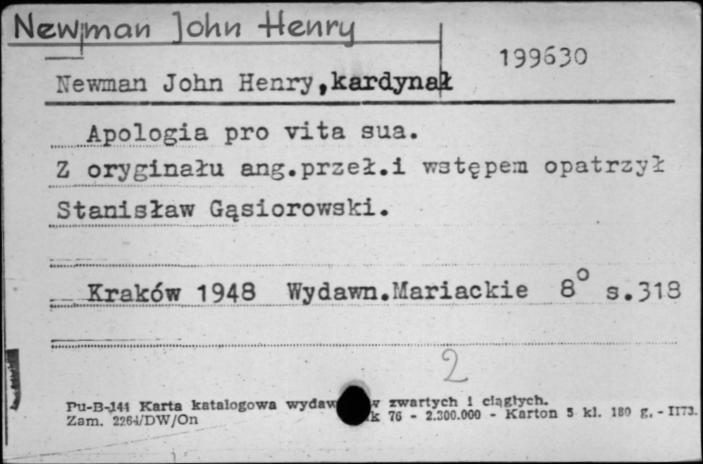 Newman John Henry
199630
Newman John Henry,kardynał
Apologia pro vita sua.
Z oryginału ang.przeł.i wstępem opatrzył
Stanisław Gąsiorowski.
Kraków 1948 Wydawn.Mariackie 8° s.318
2
Pu-B-144 Karta katalogowa zwartych i ciągłych.
Zam. 2264/DW/On 76 - 2.300.000 - Karton 5 kl. 180 g. - 1173.